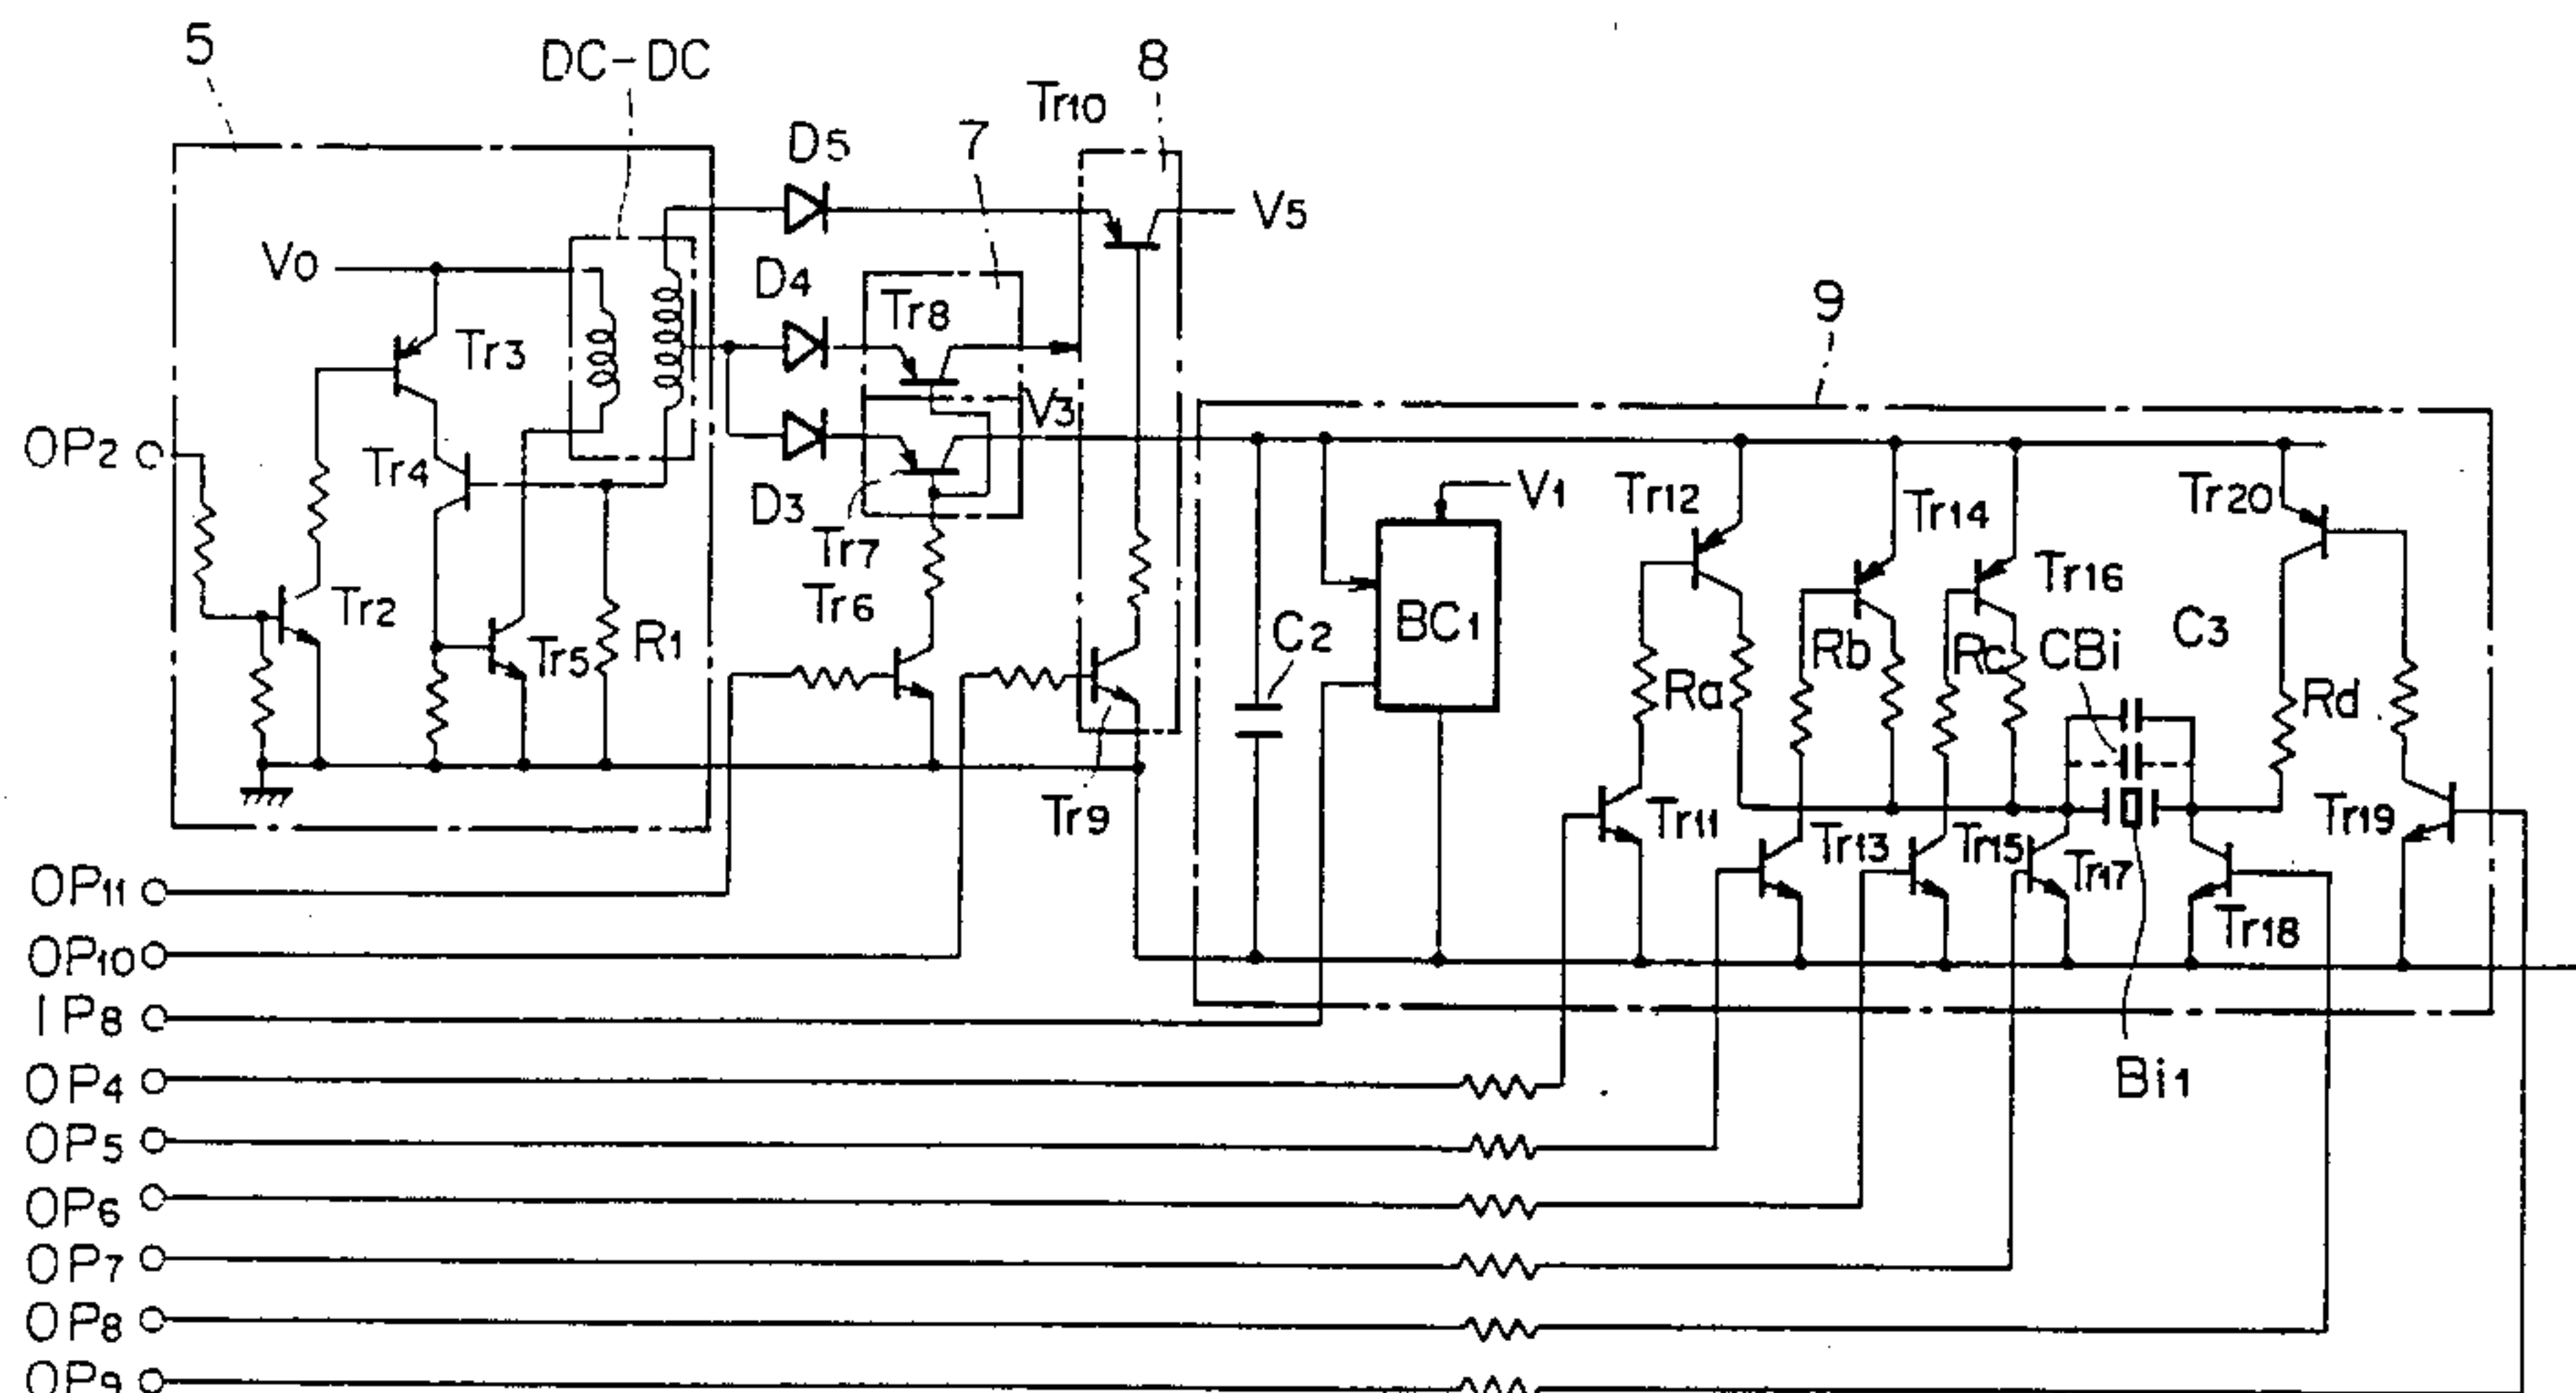 5
DC-DC
8
Tr10
D5
7
V5
V0
D4
Tr8
9
Tr3
V3
OP2
Tr4
D3
Tr7
V1
Tr12
Tr14
Tr20
Tr6
Tr16
Tr2
BC1
C2
C3
Tr5
R1
Rb
Rc
CBi
Ra
Rd
Tr9
Tr11
Tr13
Tr15
Tr17
Tr19
OP11
Tr18
OP10
IP8
Bi1
OP4
OP5
OP6
OP7
OP8
OP9